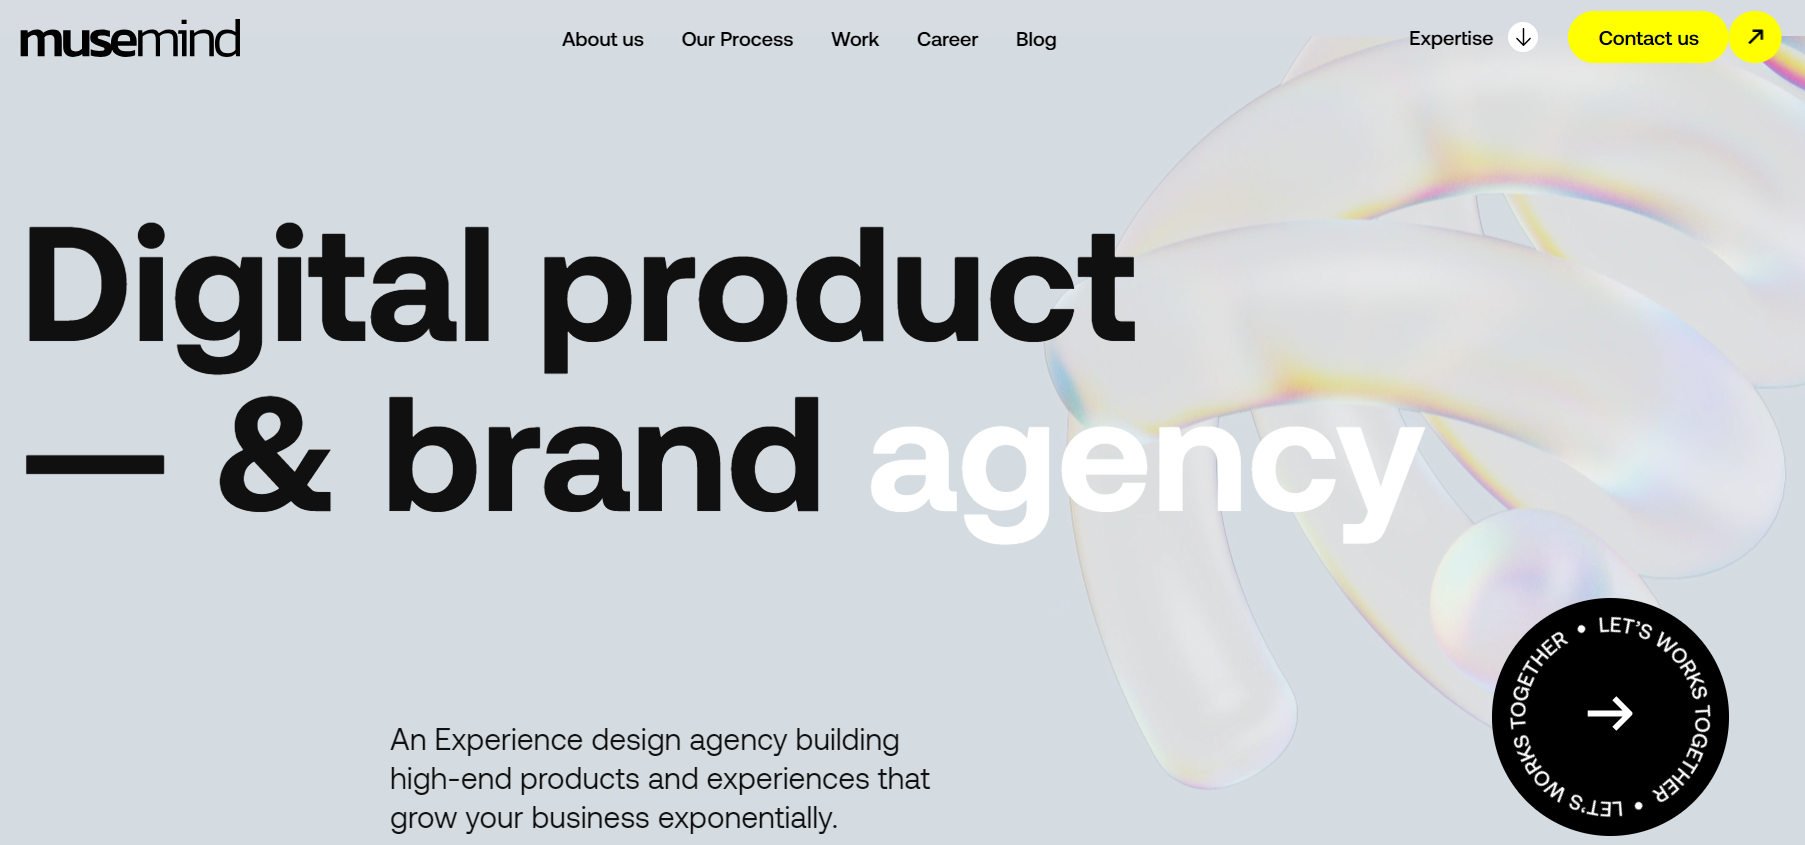 musemind
About us Our Process Work Career Blog
Expertise
Contact us
Digital product
— & brand agency
An Experience design agency building
high-end products and experiences that
grow your business exponentially.
LET'S WORKS TOGETHER • LET'S WORKS TOGETHER •